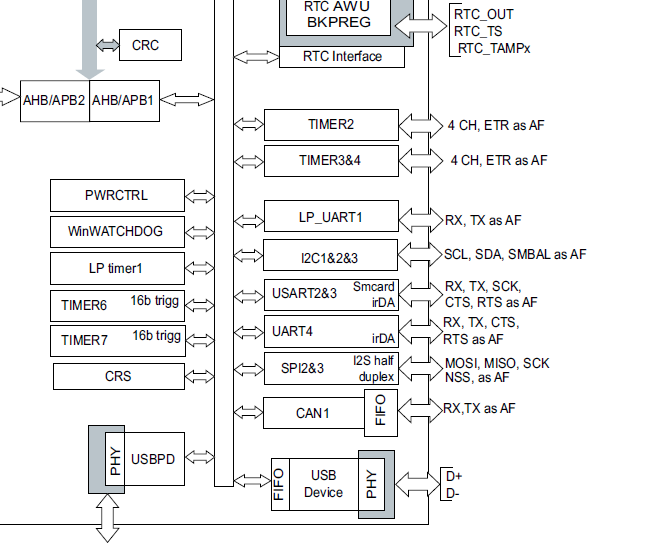 RTC AWU
BKPREG
RTC_OUT
RTC_TS
RTC_TAMPx
CRC
RTC Interface
AHB/APB2
AHB/APB1
TIMER2
4 CH, ETR as AF
TIMER3&4
4 CH, ETR as AF
PWRCTRL
LP_UART1
RX, TX as AF
WinWATCHDOG
I2C1&2&3
SCL, SDA, SMBAL as AF
LP timer1
USART2&3
Smcard
irDA
RX, TX, SCK,
CTS, RTS as AF
TIMER6
16b trigg
UART4
irDA
RX, TX, CTS,
RTS as AF
TIMER7
16b trigg
SPI2&3
I2S half
duplex
MOSI, MISO, SCK
NSS, as AF
CRS
CAN1
FIFO
RX,TX as AF
PHY
USBPD
FIFO
USB
Device
PHY
D+
D-